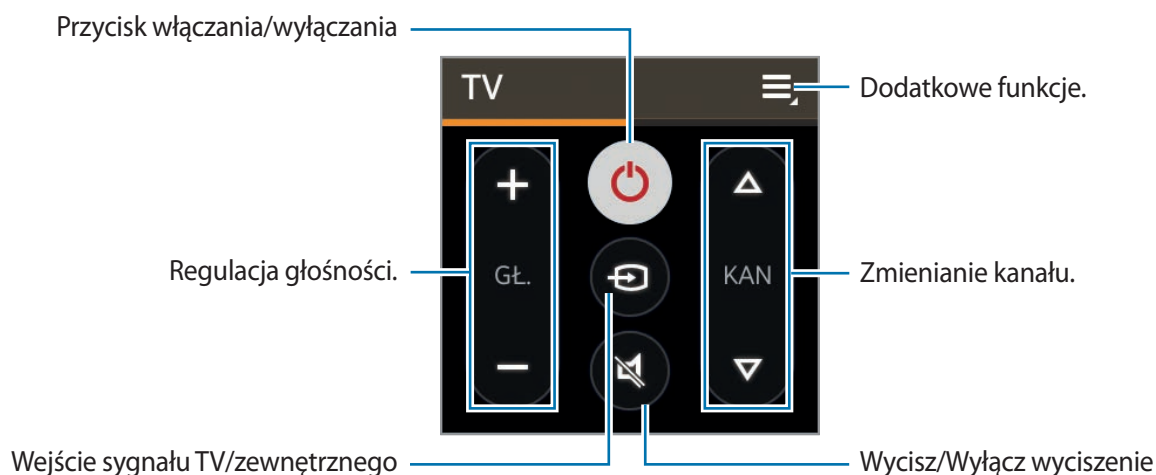 Przycisk włączania/wyłączania
TV
Dodatkowe funkcje.
Regulacja głośności.
GŁ.
KAN
Zmienianie kanału.
Wejście sygnału TV/zewnętrznego
Wycisz/Wyłącz wyciszenie